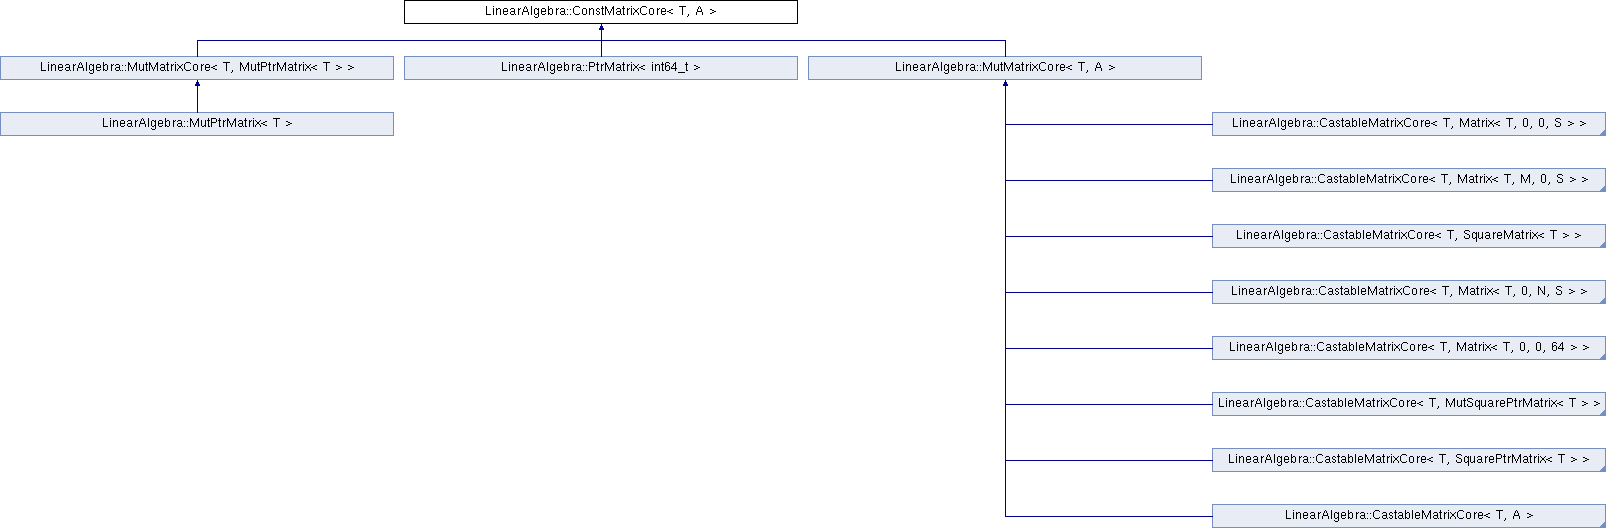 LinearAlgebra::ConstMatrixCore< T, A >
LinearAlgebra::MutMatrixCore< T, MutPtrMatrix< T > >
LinearAlgebra::PtrMatrix< int64_t >
LinearAlgebra::MutMatrixCore< T, A >
LinearAlgebra::MutPtrMatrix< T >
LinearAlgebra::CastableMatrixCore< T, Matrix< T, 0, 0, S > >
LinearAlgebra::CastableMatrixCore< T, Matrix< T, M, 0, S > >
LinearAlgebra::CastableMatrixCore< T, SquareMatrix< T > >
LinearAlgebra::CastableMatrixCore< T, Matrix< T, 0, N, S > >
LinearAlgebra::CastableMatrixCore< T, Matrix< T, 0, 0, 64 > >
LinearAlgebra::CastableMatrixCore< T, MutSquarePtrMatrix< T > >
LinearAlgebra::CastableMatrixCore< T, SquarePtrMatrix< T > >
LinearAlgebra::CastableMatrixCore< T, A >